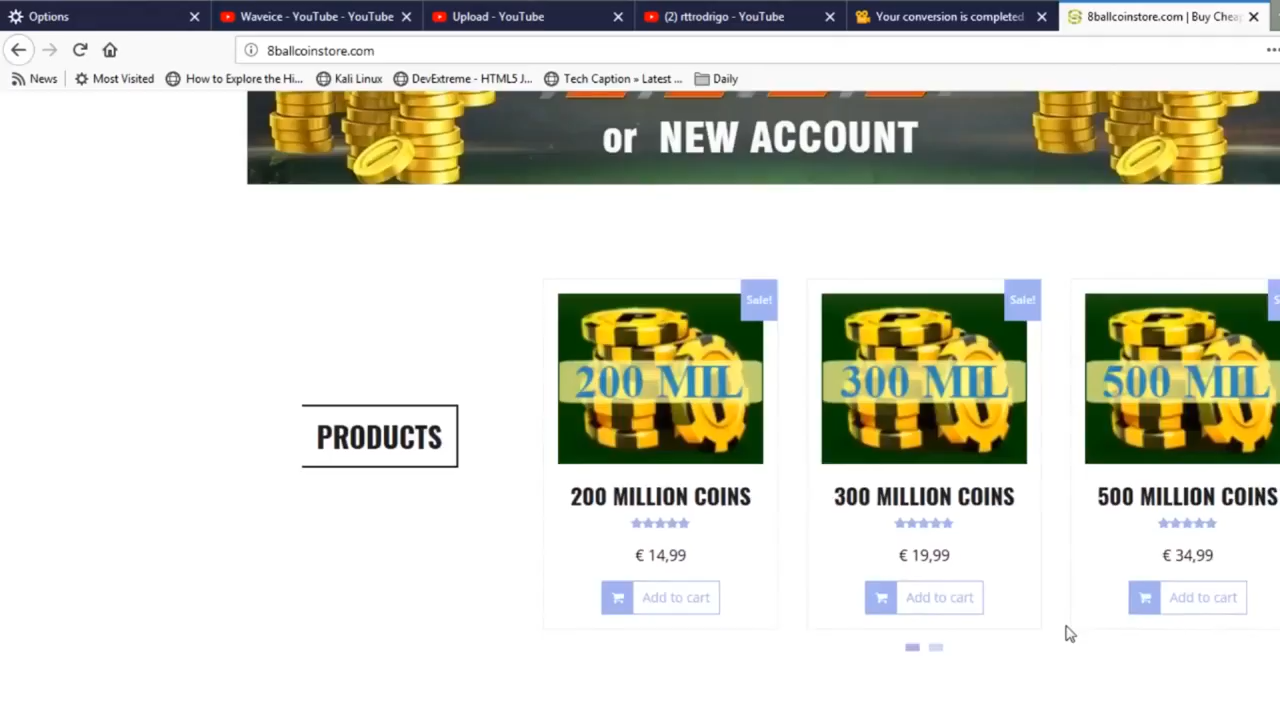 Options
Waveice - YouTube - YouTube
Upload - YouTube
(2) rttrodrigo - YouTube
Your conversion is completed
8ballcoinstore.com | Buy Chea
8ballcoinstore.com
News
Most Visited
How to Explore the Hi...
Kali Linux
DevExtreme - HTML5 J...
Tech Caption » Latest ...
Daily
or NEW ACCOUNT
PRODUCTS
Sale!
200 MIL
200 MILLION COINS
€ 14,99
Add to cart
Sale!
300 MIL
300 MILLION COINS
€ 19,99
Add to cart
S
500 MIL
500 MILLION COINS
€ 34,99
Add to cart